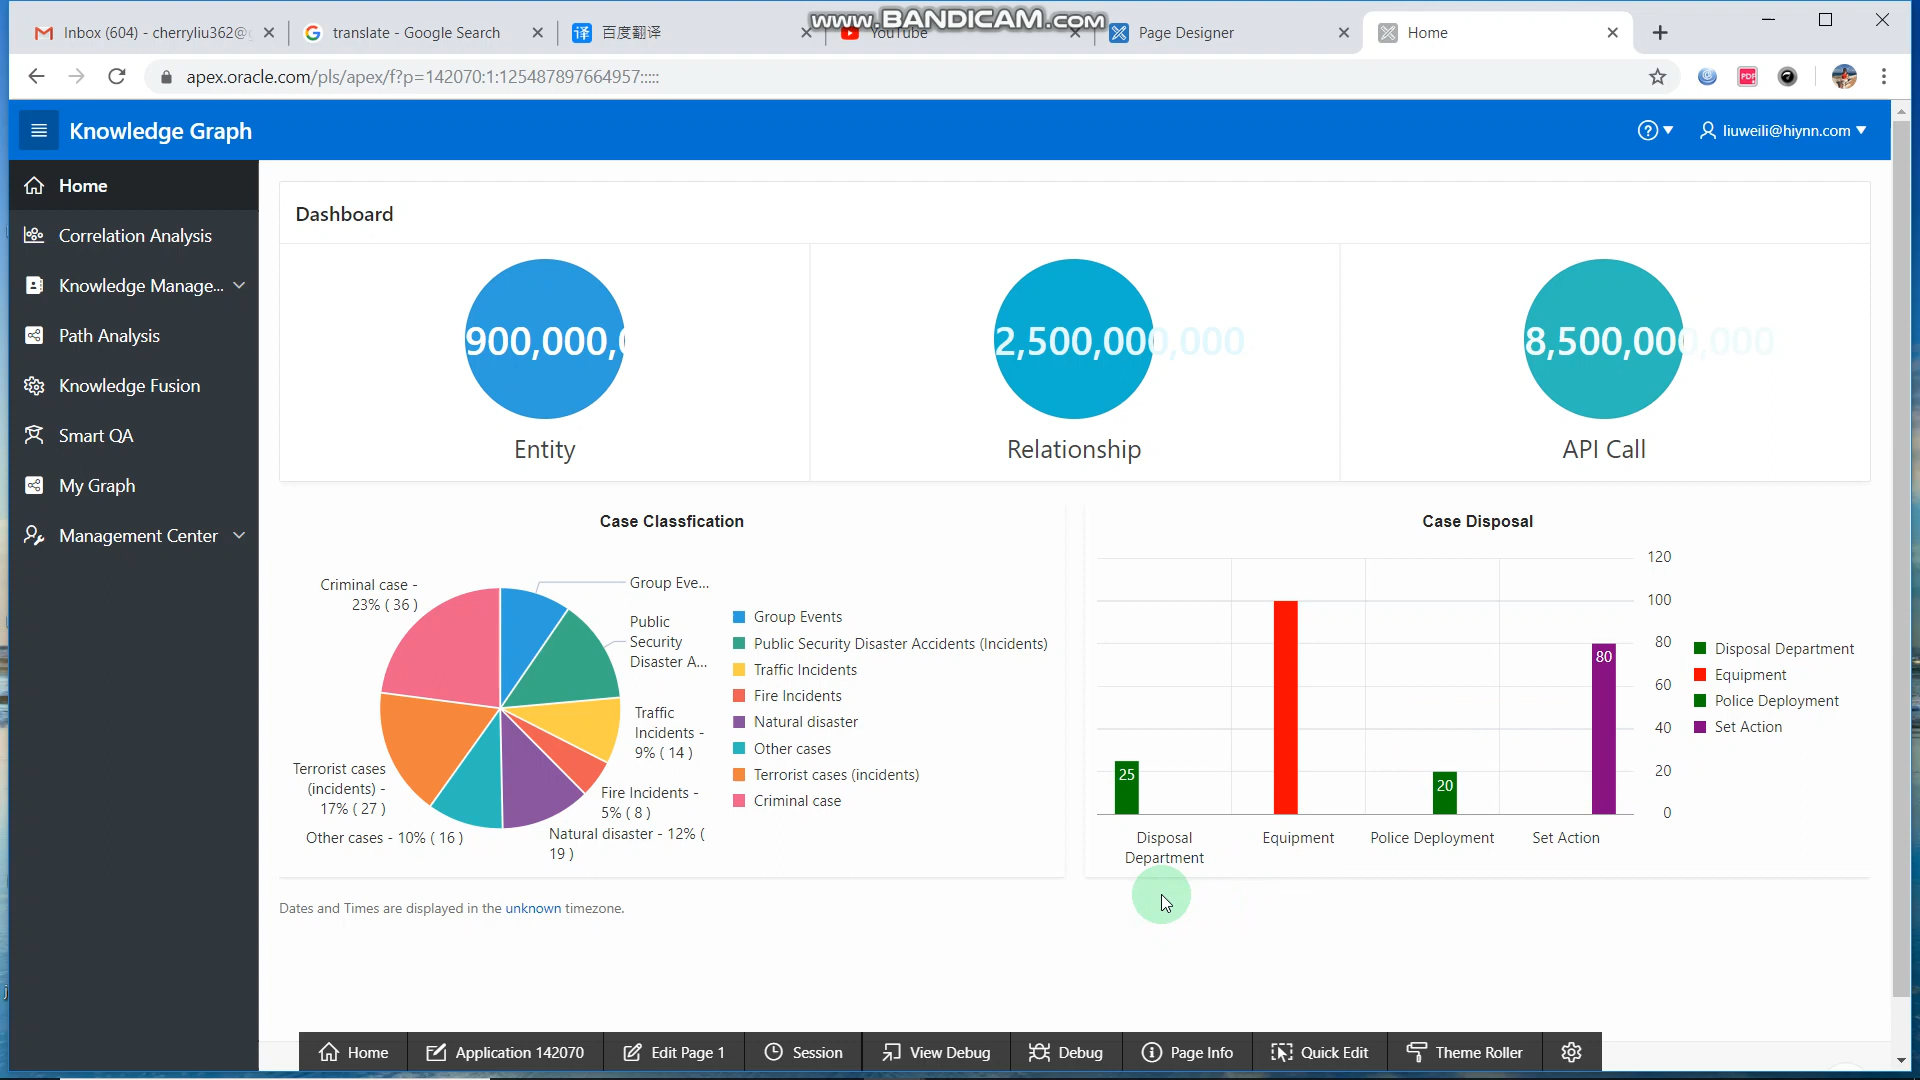 www.BANDICAM.com
Inbox (604) - cherryliu362@g
translate - Google Search
译 百度翻译
YouTube
Page Designer
Home
apex.oracle.com/pls/apex/f?p=142070:1:125487897664957:::::
PDF
Knowledge Graph
liuweili@hiynn.com
Home
Correlation Analysis
Knowledge Manage...
Path Analysis
Knowledge Fusion
Smart QA
My Graph
Management Center
Dashboard
900,000,0
2,500,000,000
8,500,000,000
Entity
Relationship
API Call
Case Classfication
Criminal case -
23% ( 36 )
Group Eve...
Public
Security
Disaster A...
Traffic
Incidents -
9% ( 14 )
Fire Incidents -
5% ( 8 )
Natural disaster - 12% (
19 )
Other cases - 10% ( 16 )
Terrorist cases
(incidents) -
17% ( 27 )
Group Events
Public Security Disaster Accidents (Incidents)
Traffic Incidents
Fire Incidents
Natural disaster
Other cases
Terrorist cases (incidents)
Criminal case
Case Disposal
120
100
80
60
40
20
0
25
20
80
Disposal
Department
Equipment
Police Deployment
Set Action
Disposal Department
Equipment
Police Deployment
Set Action
Dates and Times are displayed in the unknown timezone.
Home
Application 142070
Edit Page 1
Session
View Debug
Debug
Page Info
Quick Edit
Theme Roller